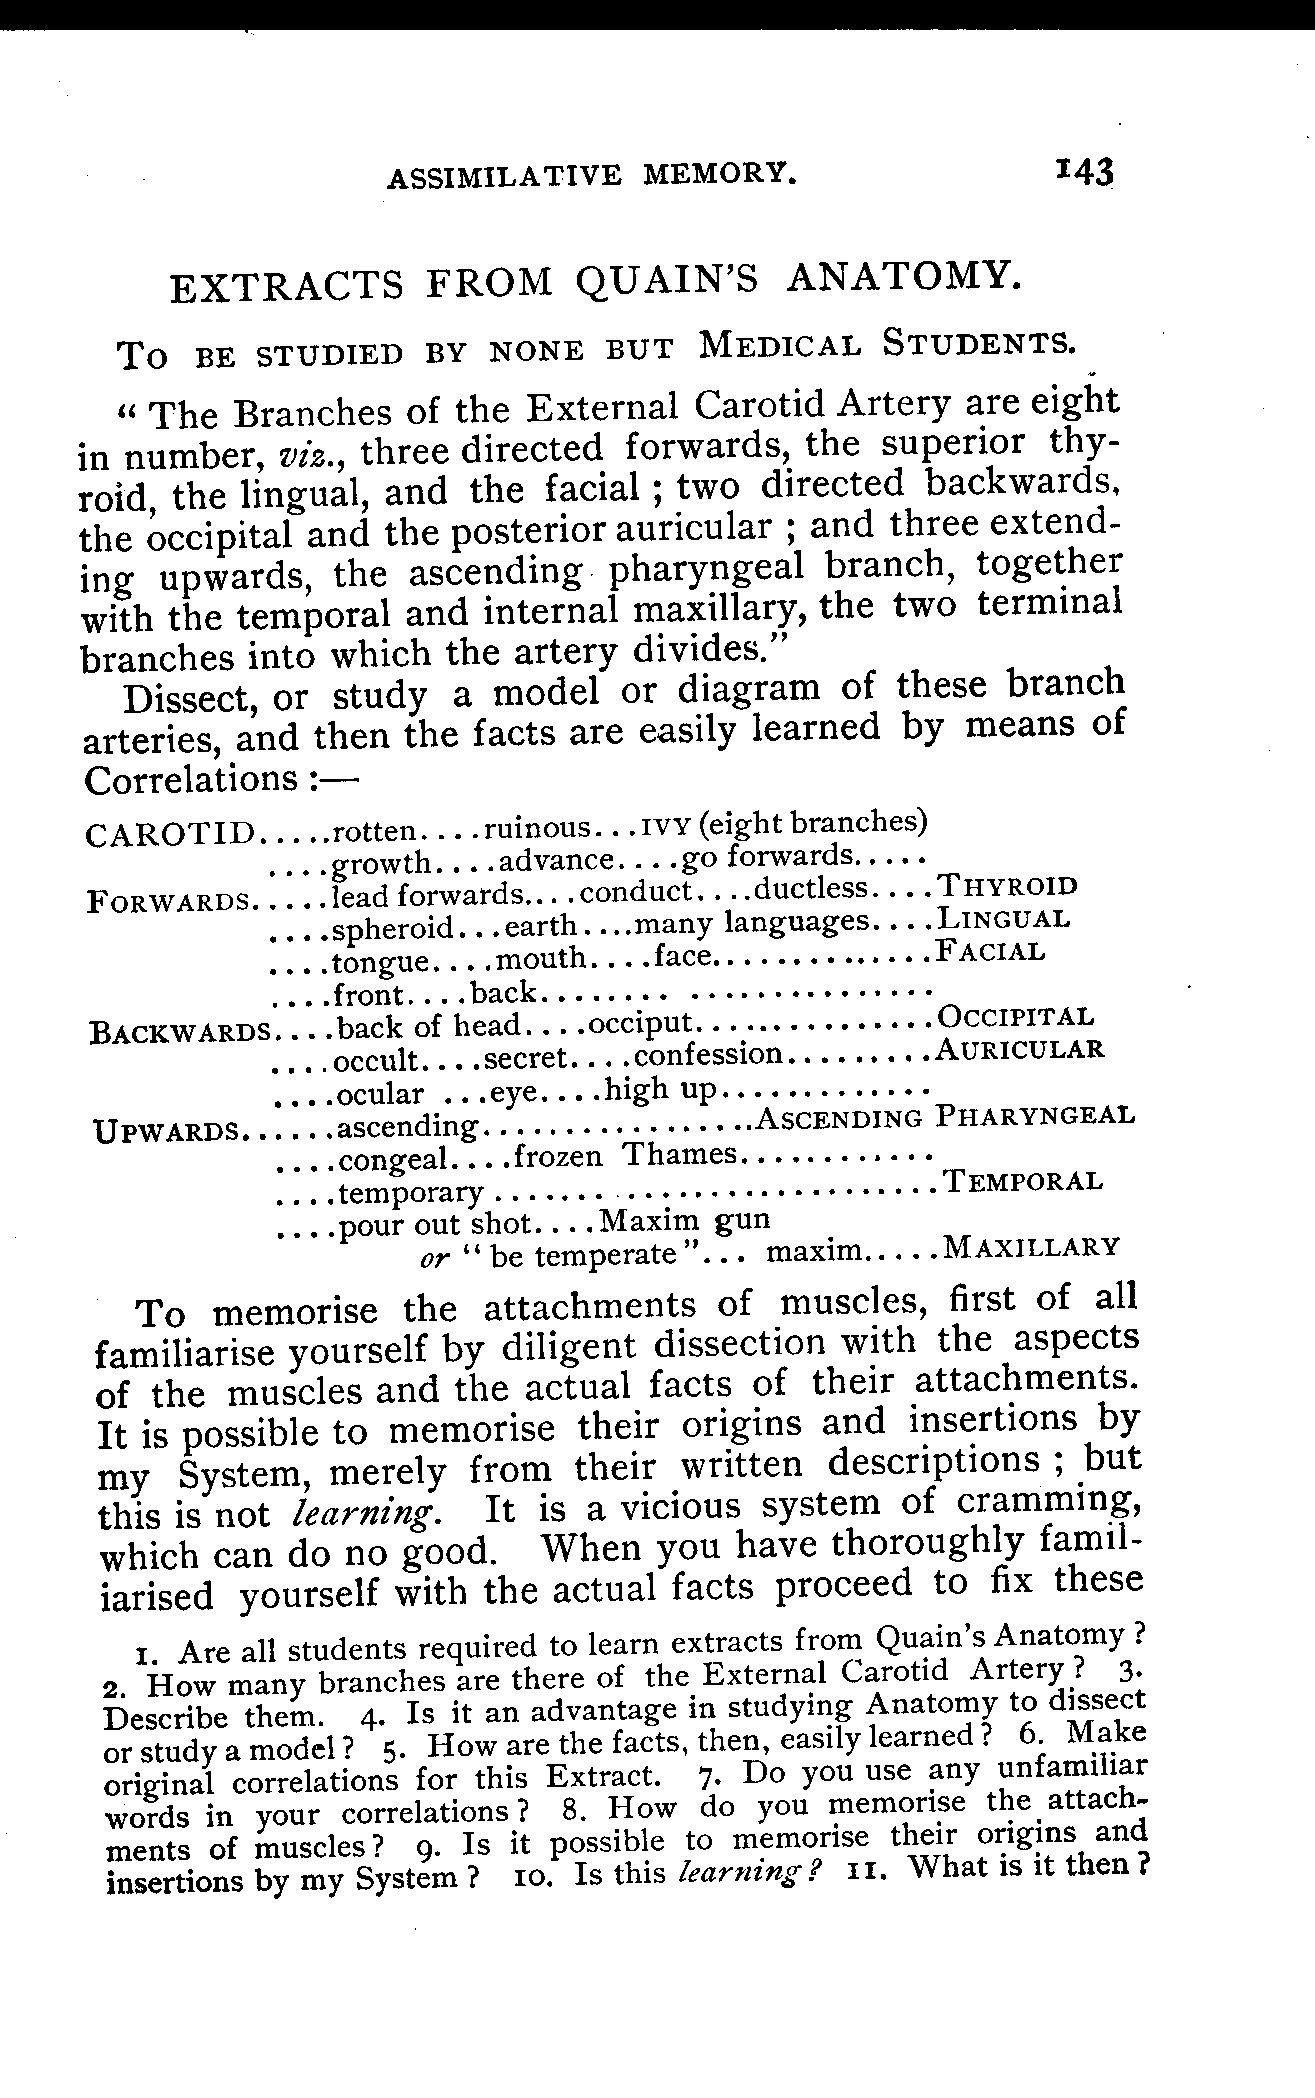 ASSIMILATIVE MEMORY. 143
EXTRACTS FROM QUAIN'S ANATOMY.
TO BE STUDIED BY NONE BUT MEDICAL STUDENTS.
“ The Branches of the External Carotid Artery are eight
in number, viz., three directed forwards, the superior thy-
roid, the lingual, and the facial ; two directed backwards,
the occipital and the posterior auricular ; and three extend-
ing upwards, the ascending pharyngeal branch, together
with the temporal and internal maxillary, the two terminal
branches into which the artery divides.”
Dissect, or study a model or diagram of these branch
arteries, and then the facts are easily learned by means of
Correlations :—
CAROTID.....rotten....ruinous...IVY (eight branches)
....growth....advance....go forwards.....
FORWARDS.....lead forwards....conduct....ductless....THYROID
....spheroid...earth....many languages....LINGUAL
....tongue....mouth....face..............FACIAL
....front....back........ ...............
BACKWARDS....back of head....occiput...............OCCIPITAL
....occult....secret....confession.........AURICULAR
....ocular ...eye....high up.............
UPWARDS......ascending.................ASCENDING PHARYNGEAL
....congeal....frozen Thames............
....temporary ...........................TEMPORAL
....pour out shot....Maxim gun
or “ be temperate ”... maxim.....MAXILLARY
To memorise the attachments of muscles, first of all
familiarise yourself by diligent dissection with the aspects
of the muscles and the actual facts of their attachments.
It is possible to memorise their origins and insertions by
my System, merely from their written descriptions ; but
this is not learning. It is a vicious system of cramming,
which can do no good. When you have thoroughly famil-
iarised yourself with the actual facts proceed to fix these
1. Are all students required to learn extracts from Quain's Anatomy ?
2. How many branches are there of the External Carotid Artery ? 3.
Describe them. 4. Is it an advantage in studying Anatomy to dissect
or study a model ? 5. How are the facts, then, easily learned ? 6. Make
original correlations for this Extract. 7. Do you use any unfamiliar
words in your correlations ? 8. How do you memorise the attach-
ments of muscles ? 9. Is it possible to memorise their origins and
insertions by my System ? 10. Is this learning ? 11. What is it then ?